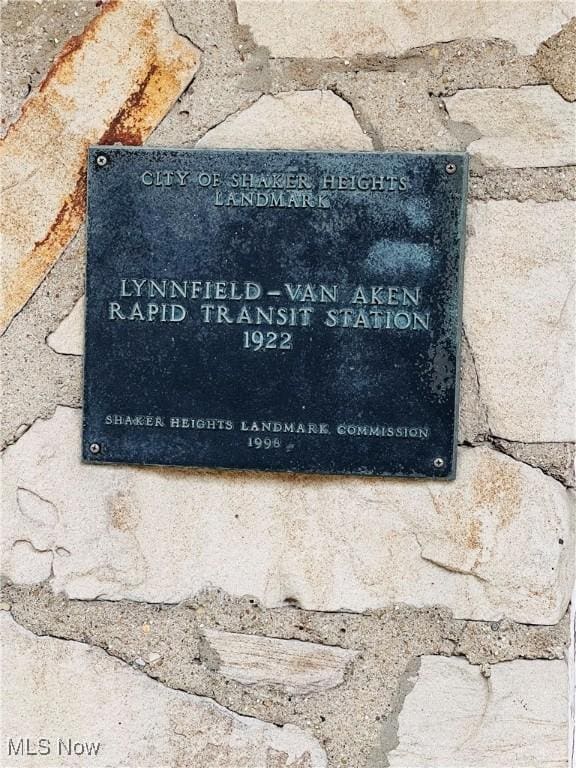 CITY OF SHAKER HEIGHTS
LANDMARK
LYNNFIELD – VAN AKEN
RAPID TRANSIT STATION
1922
SHAKER HEIGHTS LANDMARK COMMISSION
1998
MLS Now